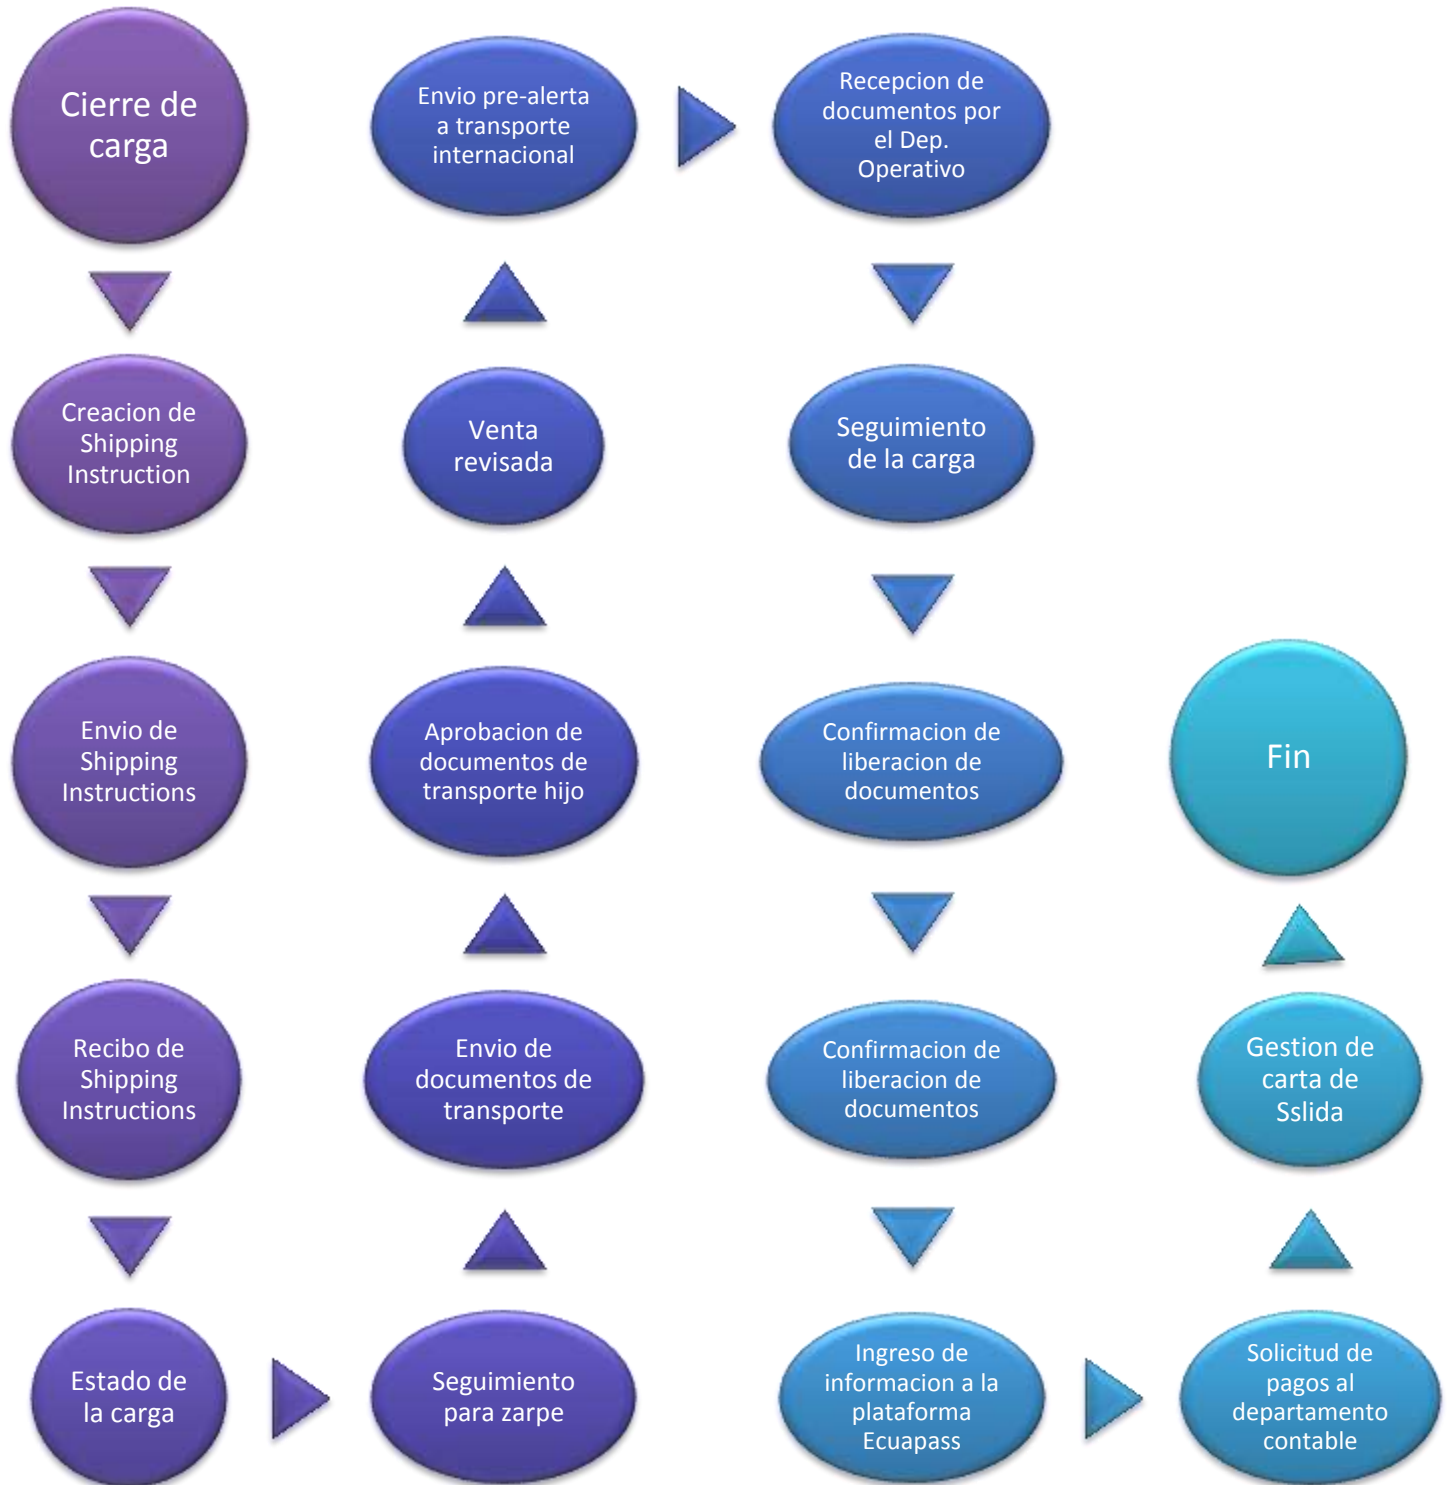 Cierre de
carga
Creacion de
Shipping
Instruction
Envio de
Shipping
Instructions
Recibo de
Shipping
Instructions
Estado de
la carga
Seguimiento
para zarpe
Envio de
documentos de
transporte
Aprobacion de
documentos de
transporte hijo
Venta
revisada
Envio pre-alerta
a transporte
internacional
Recepcion de
documentos por
el Dep.
Operativo
Seguimiento
de la carga
Confirmacion de
liberacion de
documentos
Confirmacion de
liberacion de
documentos
Ingreso de
informacion a la
plataforma
Ecuapass
Solicitud de
pagos al
departamento
contable
Gestion de
carta de
Sslida
Fin